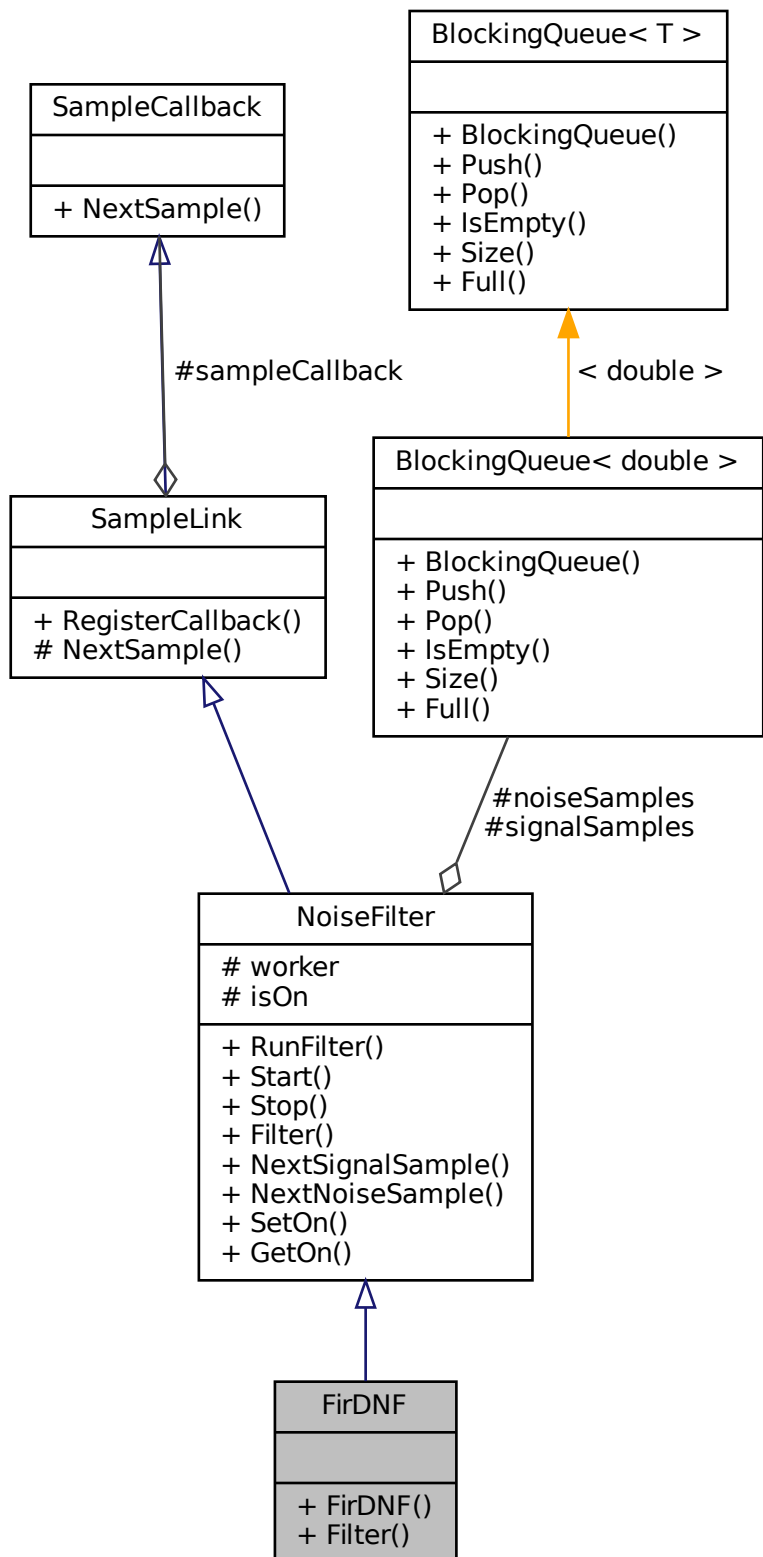 BlockingQueue< T >
+ BlockingQueue()
+ Push()
+ Pop()
+ IsEmpty()
+ Size()
+ Full()
SampleCallback
+ NextSample()
#sampleCallback
< double >
BlockingQueue< double >
+ BlockingQueue()
+ Push()
+ Pop()
+ IsEmpty()
+ Size()
+ Full()
SampleLink
+ RegisterCallback()
# NextSample()
#noiseSamples
#signalSamples
NoiseFilter
# worker
# isOn
+ RunFilter()
+ Start()
+ Stop()
+ Filter()
+ NextSignalSample()
+ NextNoiseSample()
+ SetOn()
+ GetOn()
FirDNF
+ FirDNF()
+ Filter()